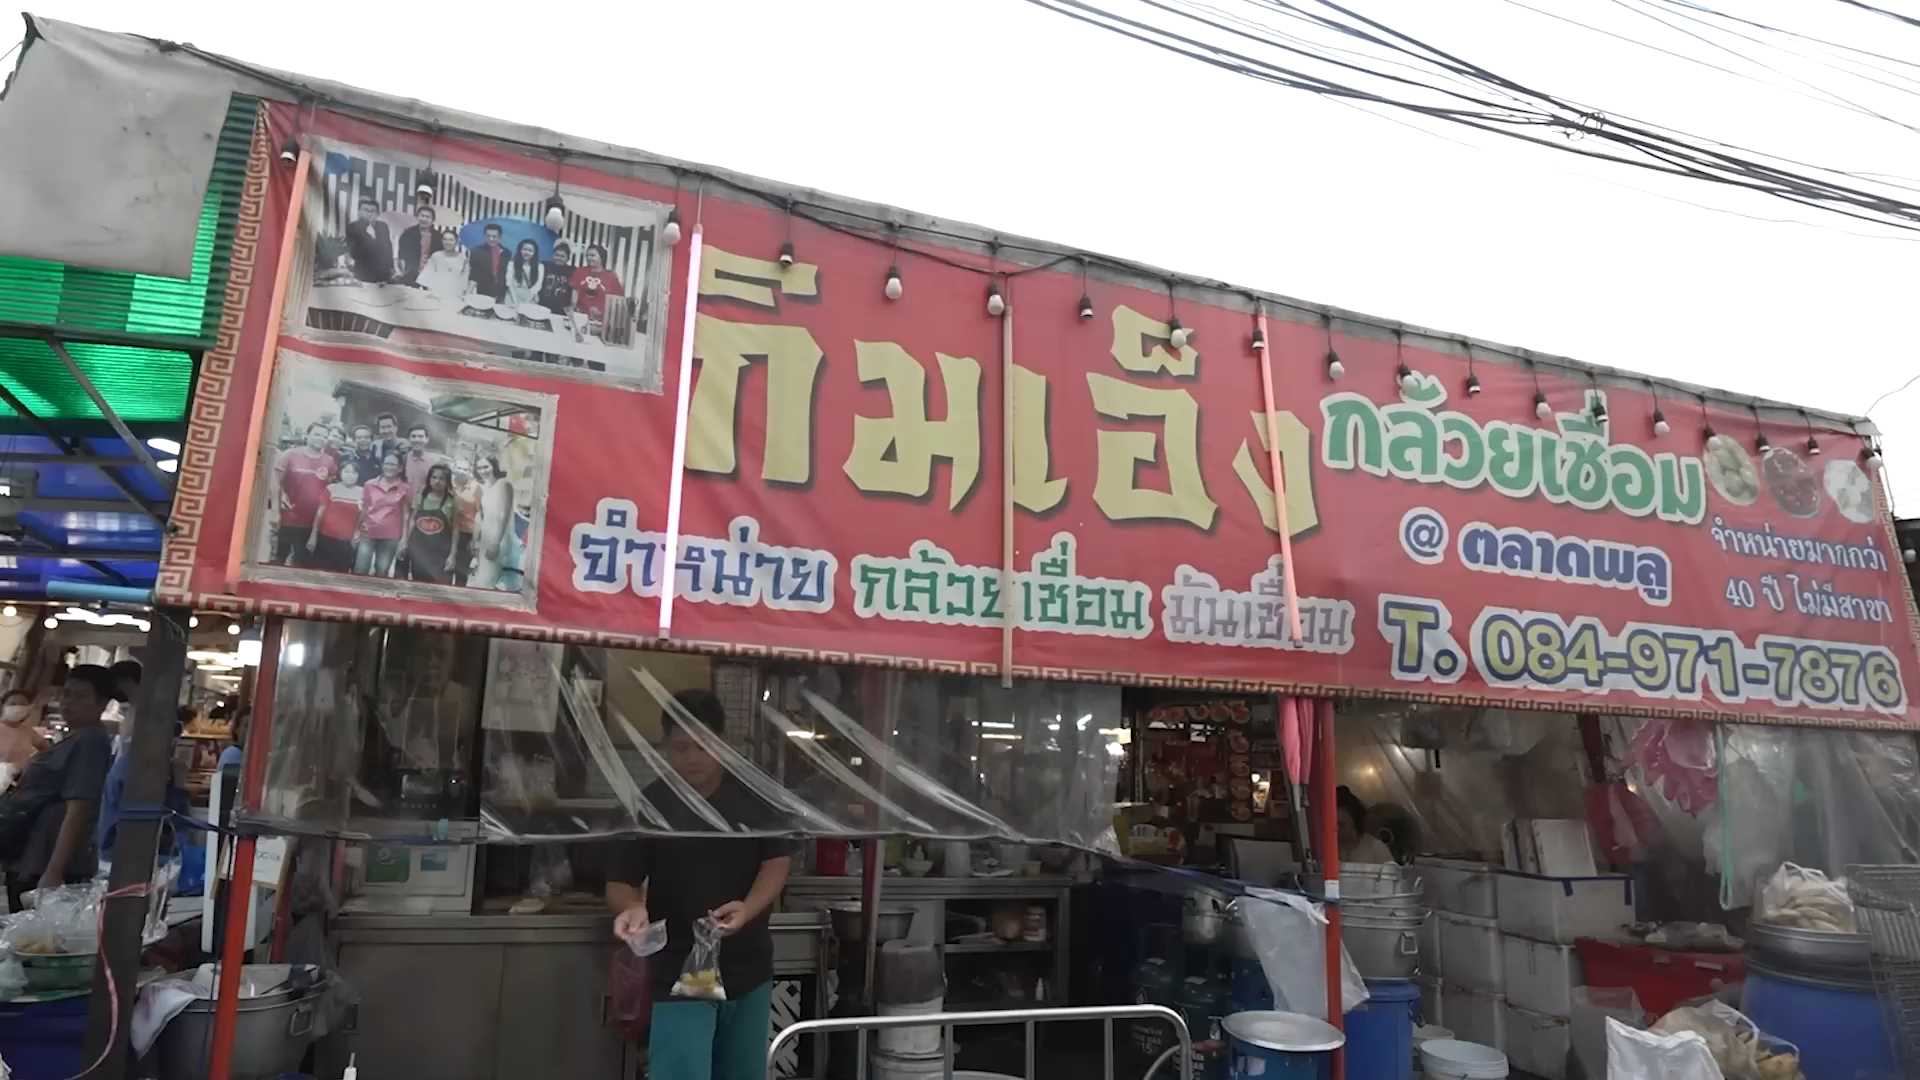 กิมเอ็ง
กล้วยเชื่อม
@ ตลาดพลู
จำหน่ายมากกว่า
40 ปี ไม่มีสาขา
จำหน่าย กล้วยเชื่อม มันเชื่อม
T. 084-971-7876